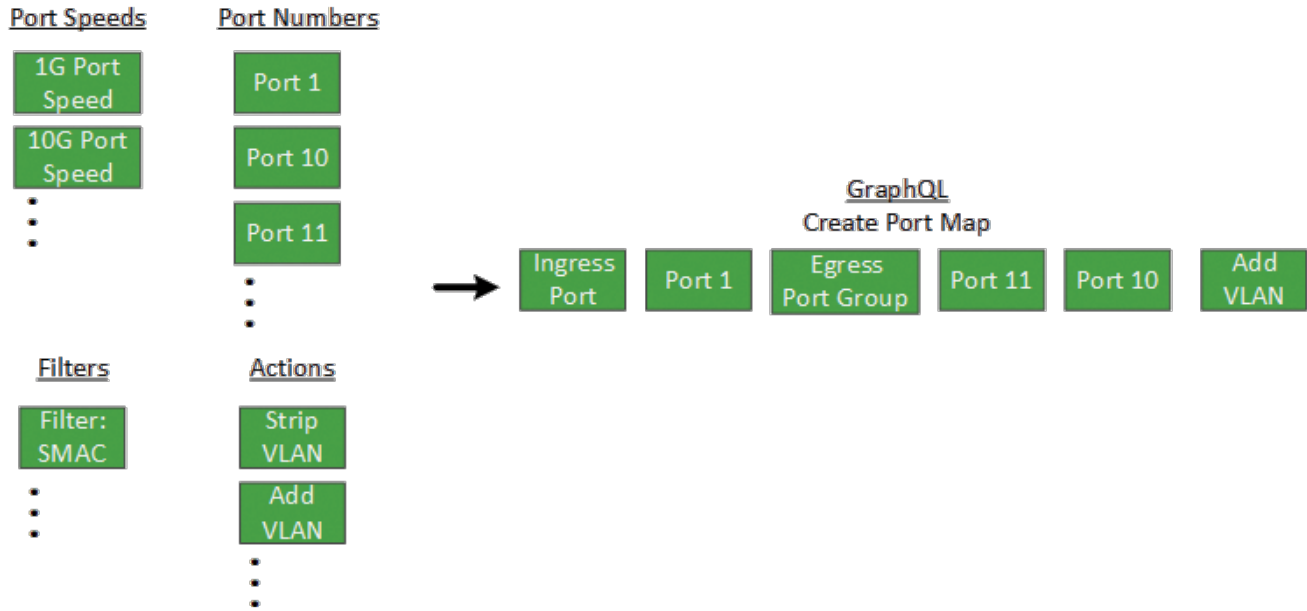 Port Speeds
1G Port
Speed
10G Port
Speed
Port Numbers
Port 1
Port 10
Port 11
Filters
Filter:
SMAC
Actions
Strip
VLAN
Add
VLAN
GraphQL
Create Port Map
Ingress
Port
Port 1
Egress
Port Group
Port 11
Port 10
Add
VLAN